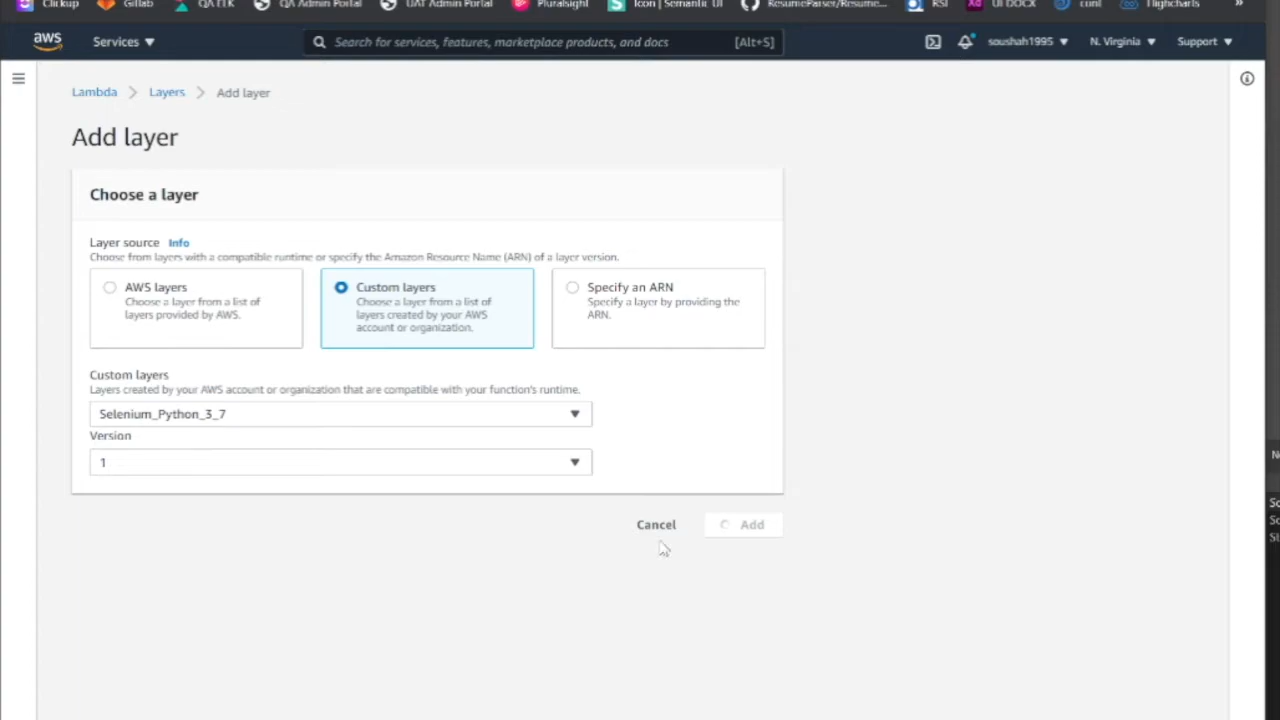 Clickup Gitlab QA ELK QA Admin Portal UAT Admin Portal Pluralsight Icon | Semantic UI ResumeParser/Resume... RSI UI DOCX conf Highcharts »
aws Services Search for services, features, marketplace products, and docs [Alt+S] soushah1995 N. Virginia Support
Lambda > Layers > Add layer
Add layer
Choose a layer
Layer source Info
Choose from layers with a compatible runtime or specify the Amazon Resource Name (ARN) of a layer version.
AWS layers
Choose a layer from a list of
layers provided by AWS.
Custom layers
Choose a layer from a list of
layers created by your AWS
account or organization.
Specify an ARN
Specify a layer by providing the
ARN.
Custom layers
Layers created by your AWS account or organization that are compatible with your function's runtime.
Selenium_Python_3_7
Version
1
Cancel Add